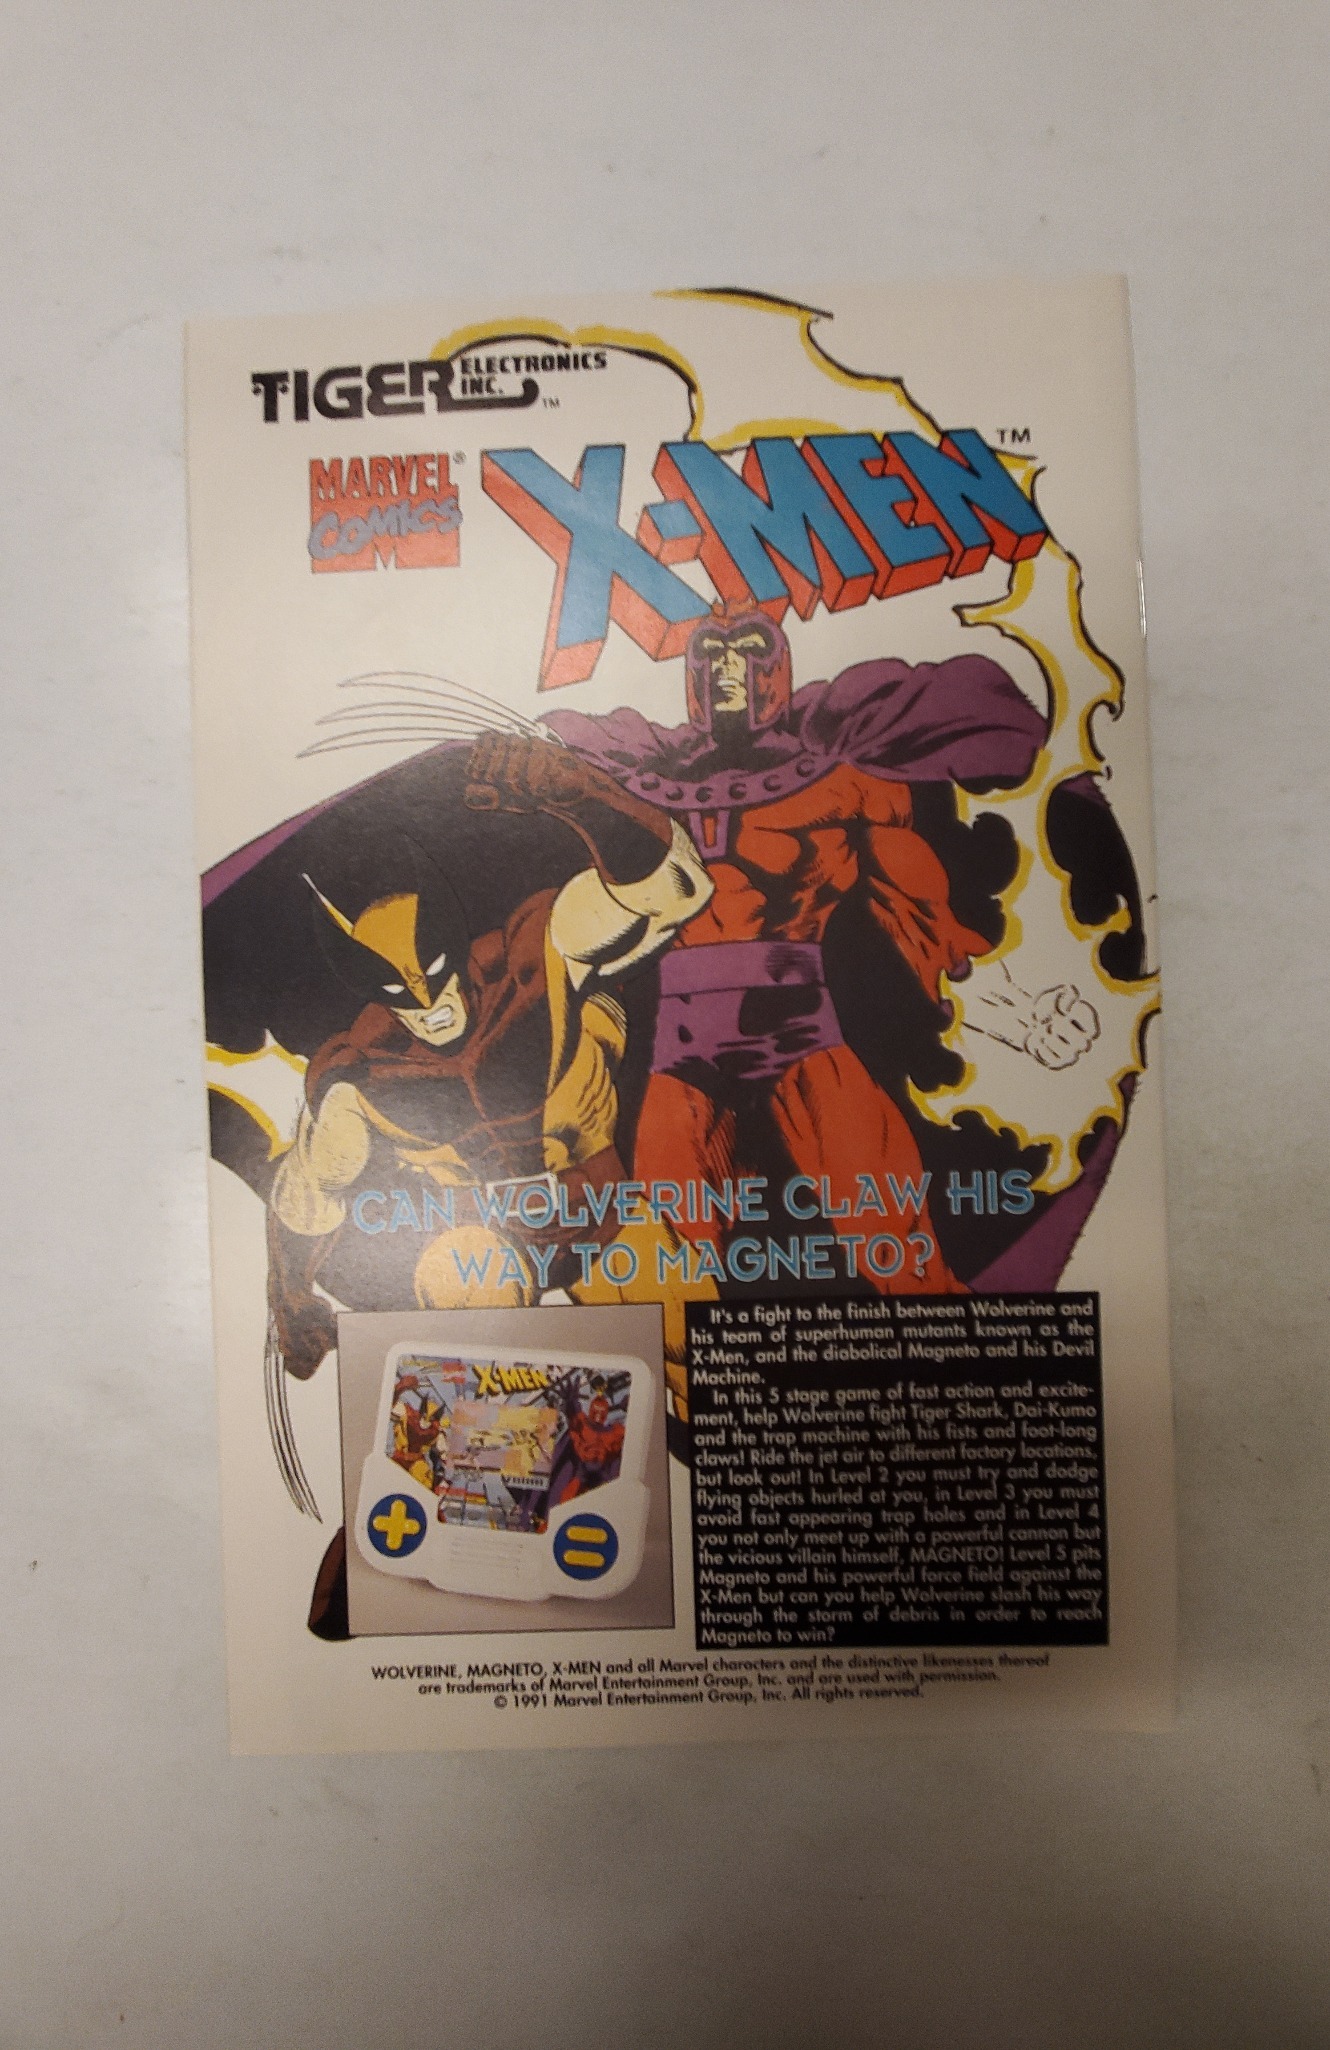 TIGER ELECTRONICS INC.™
MARVEL® COMICS
X-MEN™
CAN WOLVERINE CLAW HIS
WAY TO MAGNETO?
X-MEN
It's a fight to the finish between Wolverine and
his team of superhuman mutants known as the
X-Men, and the diabolical Magneto and his Devil
Machine.
In this 5 stage game of fast action and excite-
ment, help Wolverine fight Tiger Shark, Dai-Kumo
and the trap machine with his fists and foot-long
claws! Ride the jet air to different factory locations,
but look out! In Level 2 you must try and dodge
flying objects hurled at you, in Level 3 you must
avoid fast appearing trap holes and in Level 4
you not only meet up with a powerful cannon but
the vicious villain himself, MAGNETO! Level 5 pits
Magneto and his powerful force field against the
X-Men but can you help Wolverine slash his way
through the storm of debris in order to reach
Magneto to win?
WOLVERINE, MAGNETO, X-MEN and all Marvel characters and the distinctive likenesses thereof
are trademarks of Marvel Entertainment Group, Inc. and are used with permission.
© 1991 Marvel Entertainment Group, Inc. All rights reserved.